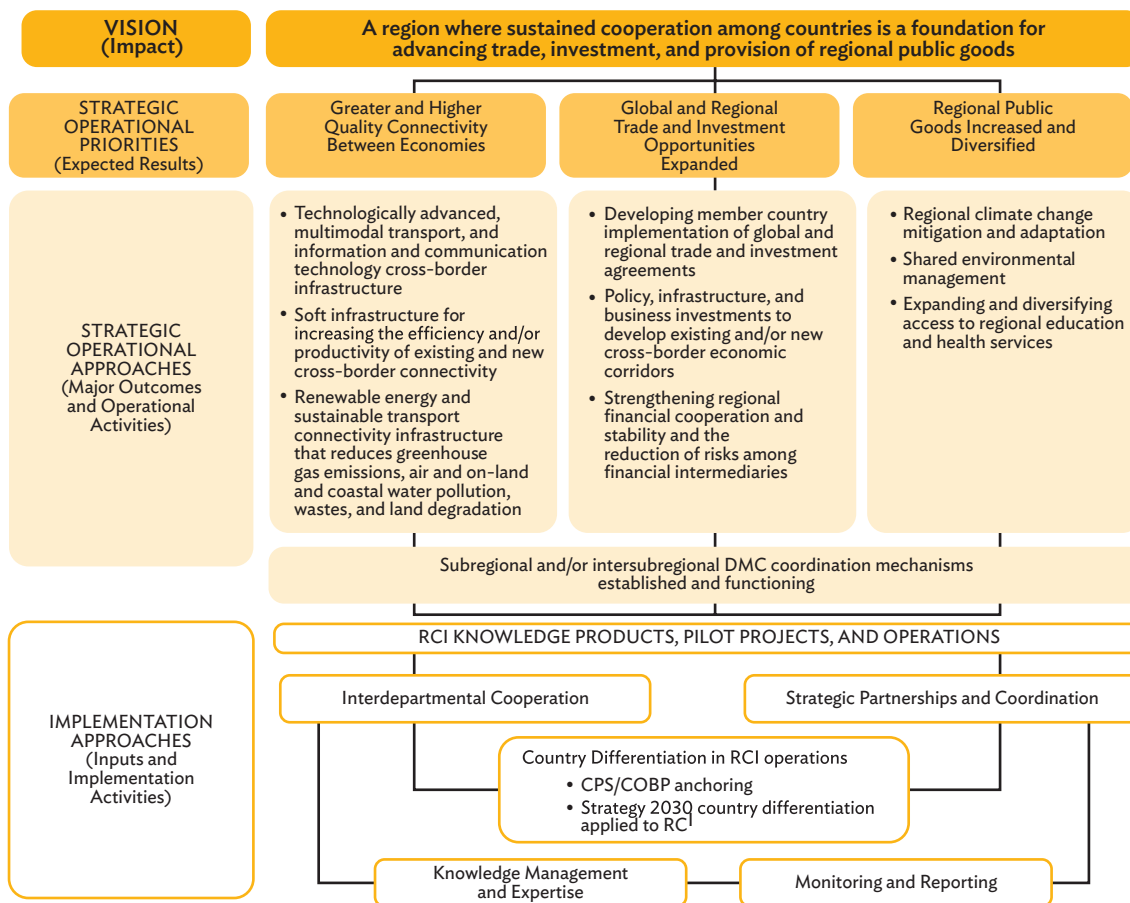 VISION
(Impact)
A region where sustained cooperation among countries is a foundation for
advancing trade, investment, and provision of regional public goods
STRATEGIC
OPERATIONAL
PRIORITIES
(Expected Results)
Greater and Higher
Quality Connectivity
Between Economies
Global and Regional
Trade and Investment
Opportunities
Expanded
Regional Public
Goods Increased and
Diversified
STRATEGIC
OPERATIONAL
APPROACHES
(Major Outcomes
and Operational
Activities)
• Technologically advanced,
multimodal transport, and
information and communication
technology cross-border
infrastructure
• Soft infrastructure for
increasing the efficiency and/or
productivity of existing and new
cross-border connectivity
• Renewable energy and
sustainable transport
connectivity infrastructure
that reduces greenhouse
gas emissions, air and on-land
and coastal water pollution,
wastes, and land degradation
• Developing member country
implementation of global and
regional trade and investment
agreements
• Policy, infrastructure, and
business investments to
develop existing and/or new
cross-border economic
corridors
• Strengthening regional
financial cooperation and
stability and the
reduction of risks among
financial intermediaries
• Regional climate change
mitigation and adaptation
• Shared environmental
management
• Expanding and diversifying
access to regional education
and health services
Subregional and/or intersubregional DMC coordination mechanisms
established and functioning
IMPLEMENTATION
APPROACHES
(Inputs and
Implementation
Activities)
RCI KNOWLEDGE PRODUCTS, PILOT PROJECTS, AND OPERATIONS
Interdepartmental Cooperation
Strategic Partnerships and Coordination
Country Differentiation in RCI operations
• CPS/COBP anchoring
• Strategy 2030 country differentiation
applied to RCI
Knowledge Management
and Expertise
Monitoring and Reporting